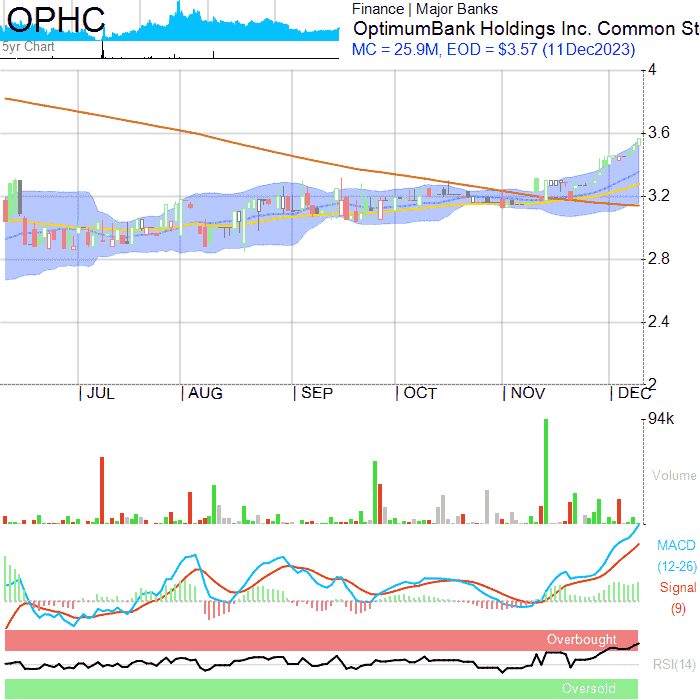 OPHC
5yr Chart
Finance | Major Banks
OptimumBank Holdings Inc. Common St
MC = 25.9M, EOD = $3.57 (11Dec2023)
4
3.6
3.2
2.8
2.4
2
JUL AUG SEP OCT NOV DEC
94k
Volume
MACD
(12-26)
Signal
(9)
Overbought
RSI(14)
Oversold